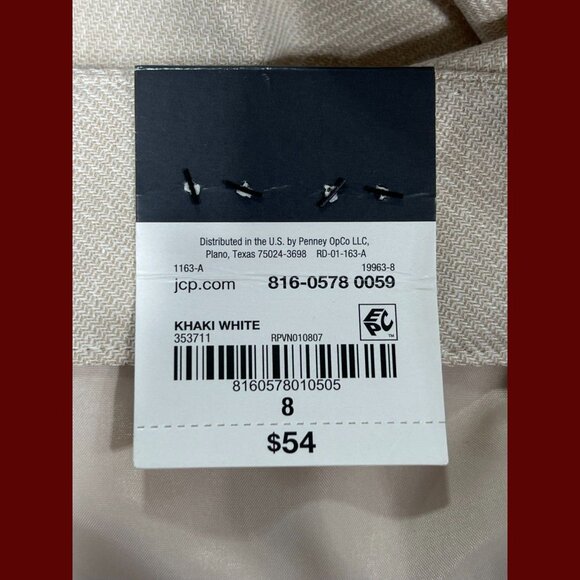 Distributed in the U.S. by Penney OpCo LLC,
Plano, Texas 75024-3698 RD-01-163-A
1163-A 19963-8
jcp.com 816-0578 0059
EPC™
KHAKI WHITE
353711 RPVN010807
8160578010505
8
$54